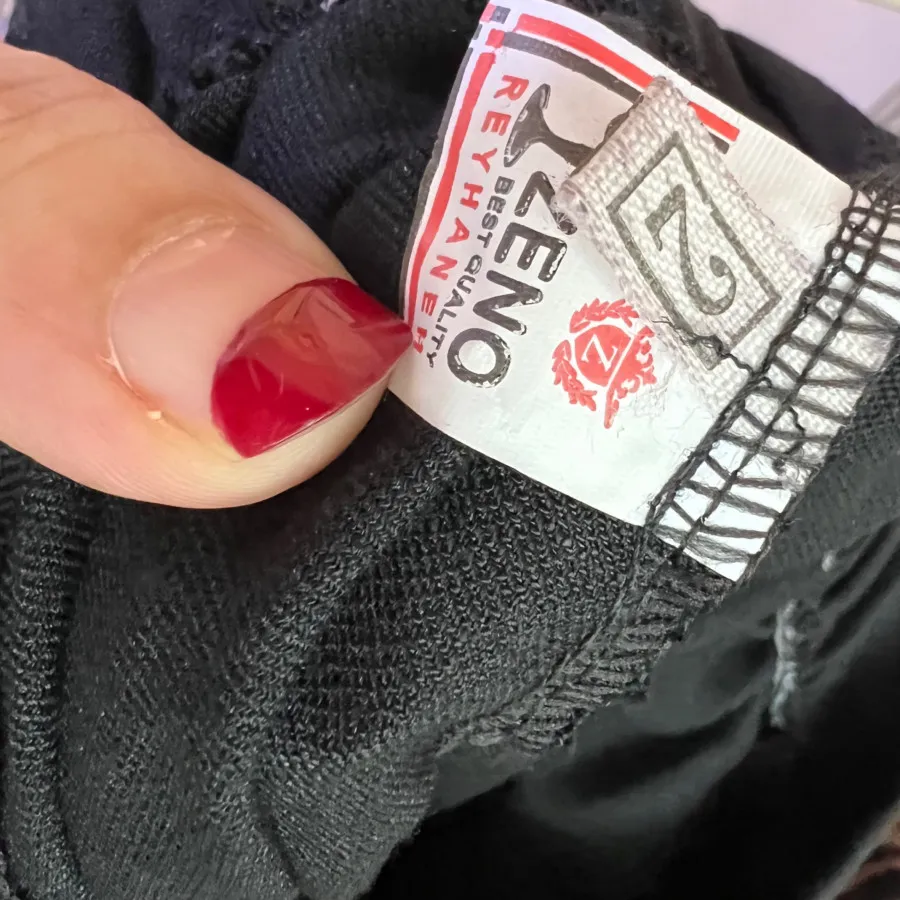 REYHANEH
ZENO
BEST QUALITY
Z
2